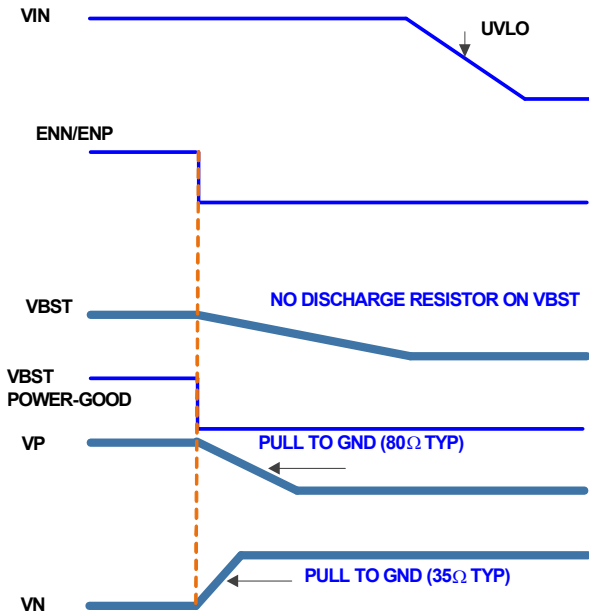 VIN
UVLO
ENN/ENP
NO DISCHARGE RESISTOR ON VBST
VBST
VBST
POWER-GOOD
PULL TO GND (80Ω TYP)
VP
PULL TO GND (35Ω TYP)
VN